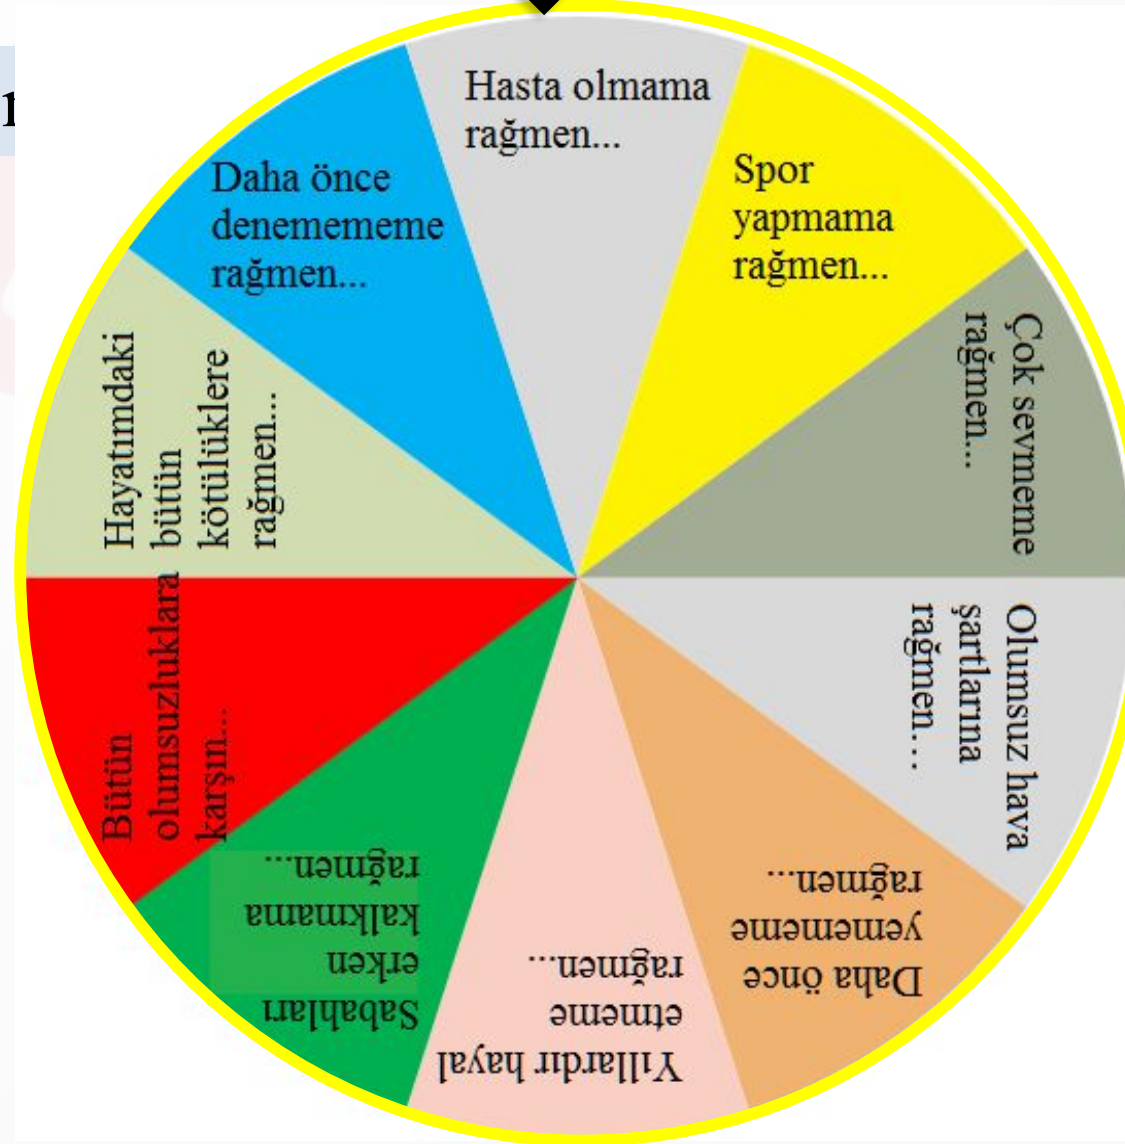 Hasta olmama
rağmen...
Spor
yapmama
rağmen...
Çok sevmeme
rağmen...
Olumsuz hava
şartlarına
rağmen...
Daha önce
yemememe
rağmen...
Yıllardır hayal
etmeme
rağmen...
Sabahları
erken
kalkmama
rağmen...
Bütün
olumsuzluklara
karşın...
Hayatımdaki
bütün
kötülüklere
rağmen...
Daha önce
denemememe
rağmen...